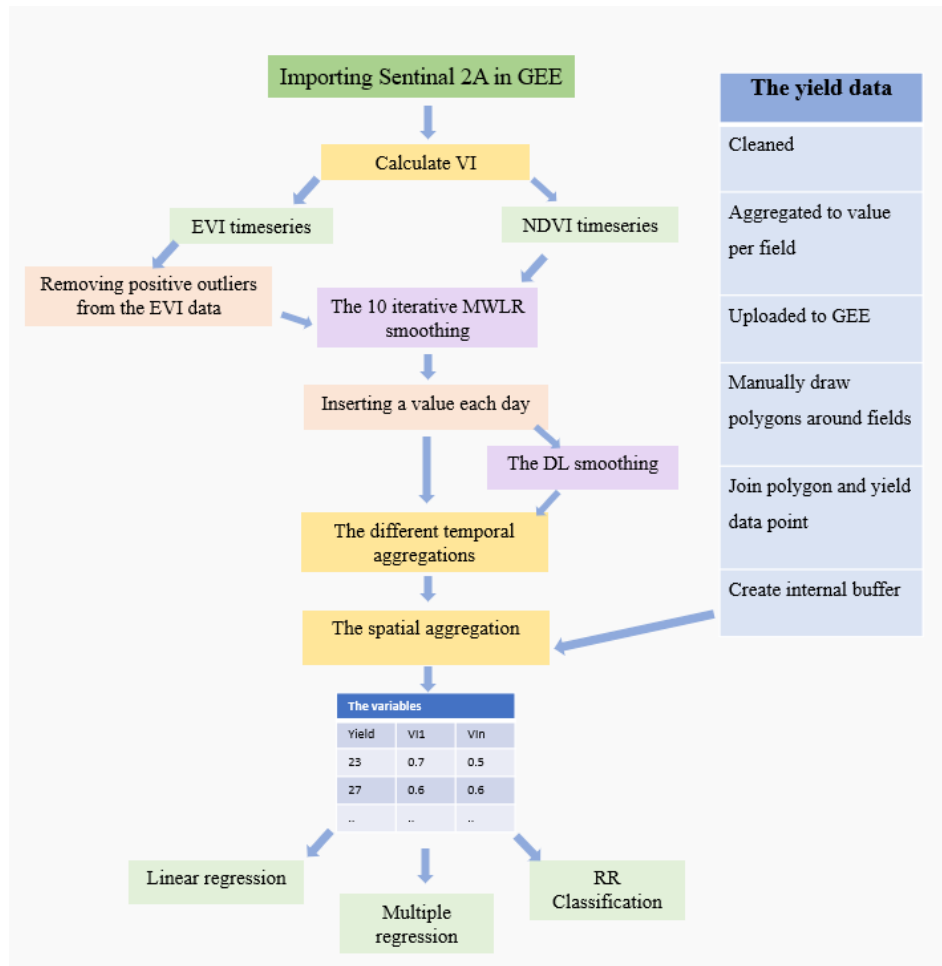 Importing Sentinal 2A in GEE
Calculate VI
EVI timeseries
NDVI timeseries
Removing positive outliers
from the EVI data
The 10 iterative MWLR
smoothing
Inserting a value each day
The DL smoothing
The different temporal
aggregations
The spatial aggregation
The variables
Yield VI1 VIn
23 0.7 0.5
27 0.6 0.6
.. .. ..
Linear regression
Multiple
regression
RR
Classification
The yield data
Cleaned
Aggregated to value
per field
Uploaded to GEE
Manually draw
polygons around fields
Join polygon and yield
data point
Create internal buffer